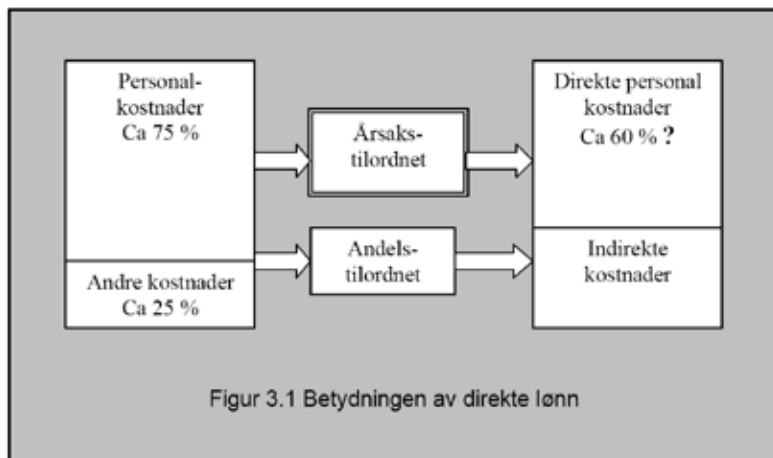 Personal-
kostnader
Ca 75 %
Andre kostnader
Ca 25 %
Årsaks-
tilordnet
Andels-
tilordnet
Direkte personal
kostnader
Ca 60 % ?
Indirekte
kostnader
Figur 3.1 Betydningen av direkte lønn